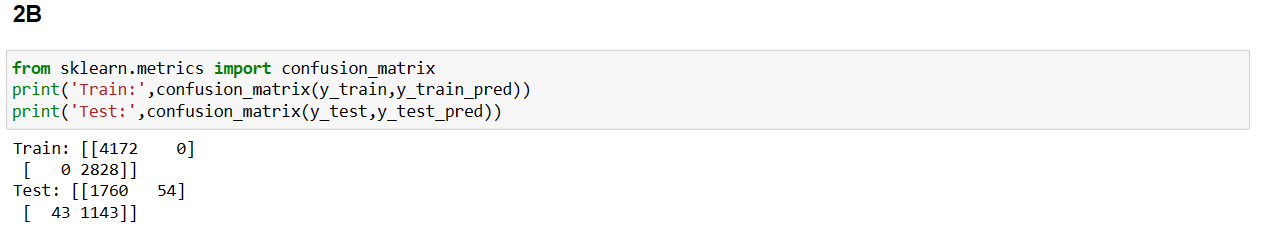 2B
from sklearn.metrics import confusion_matrix
print('Train:',confusion_matrix(y_train,y_train_pred))
print('Test:',confusion_matrix(y_test,y_test_pred))
Train: [[4172    0]
 [   0 2828]]
Test: [[1760   54]
 [  43 1143]]